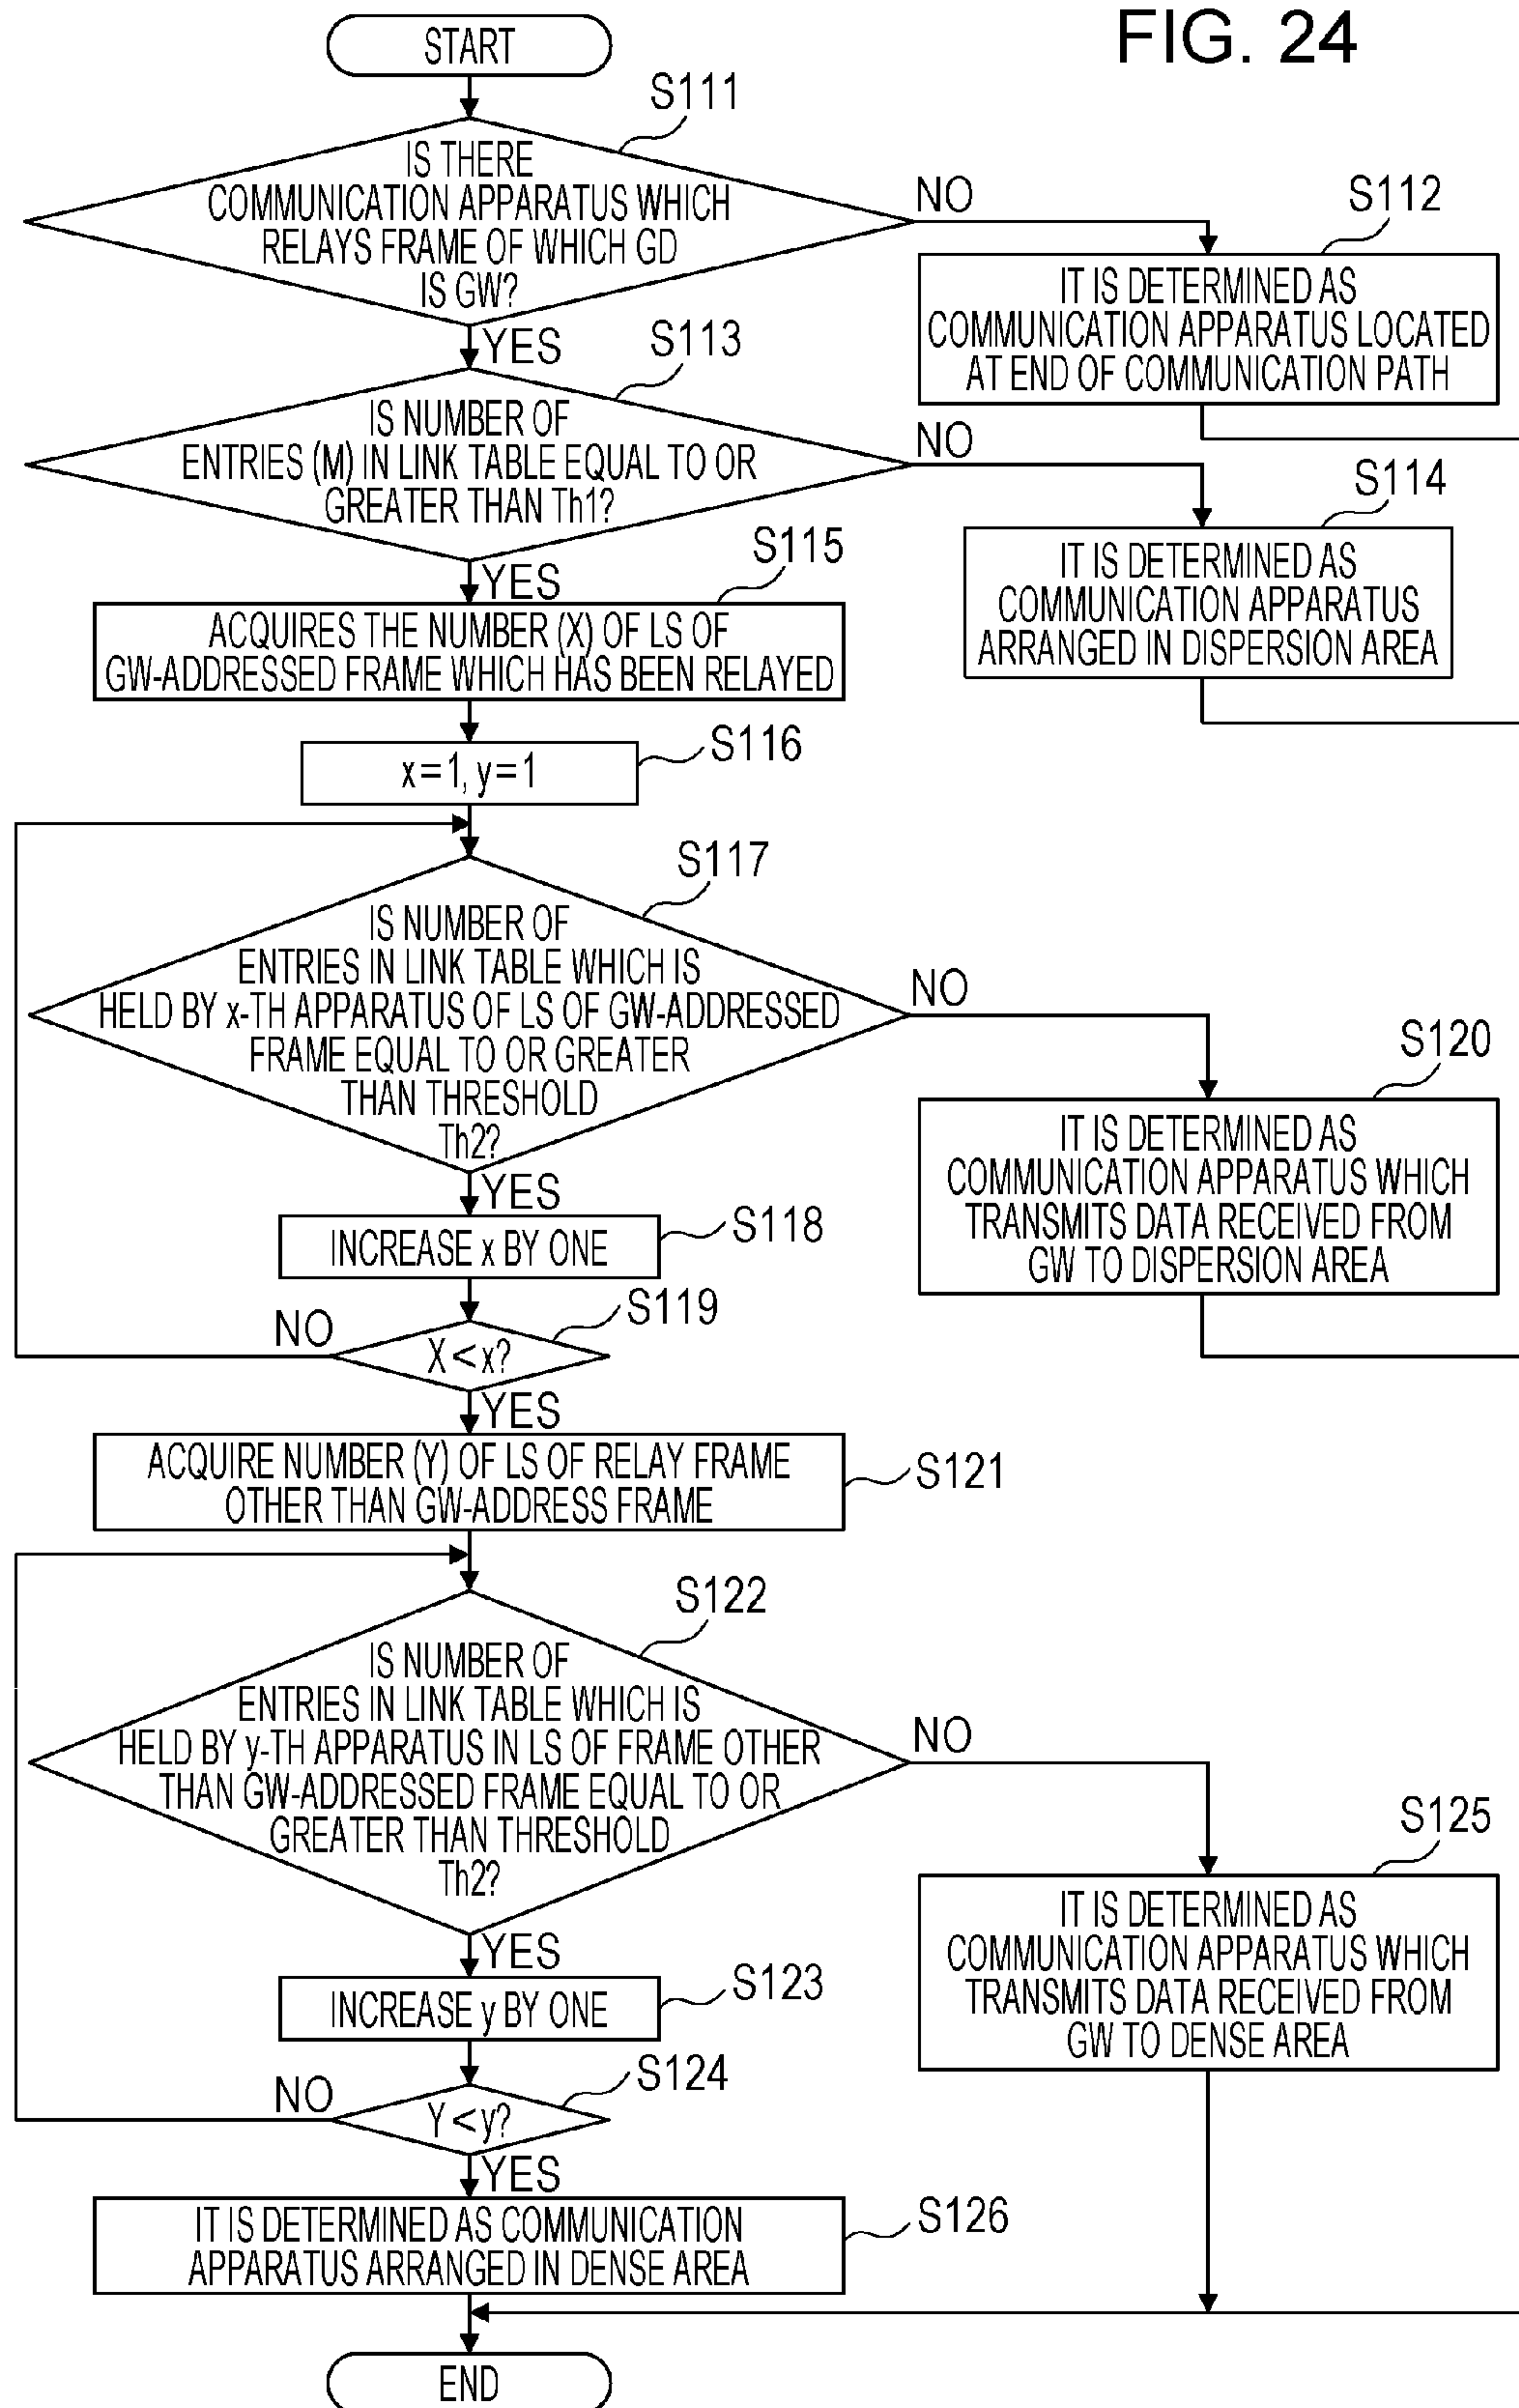 FIG. 24
START
S111
IS THERE
COMMUNICATION APPARATUS WHICH
RELAYS FRAME OF WHICH GD
IS GW?
NO
S112
IT IS DETERMINED AS
COMMUNICATION APPARATUS LOCATED
AT END OF COMMUNICATION PATH
YES
S113
IS NUMBER OF
ENTRIES (M) IN LINK TABLE EQUAL TO OR
GREATER THAN Th1?
NO
S114
IT IS DETERMINED AS
COMMUNICATION APPARATUS
ARRANGED IN DISPERSION AREA
YES
S115
ACQUIRES THE NUMBER (X) OF LS OF
GW-ADDRESSED FRAME WHICH HAS BEEN RELAYED
S116
x=1, y=1
S117
IS NUMBER OF
ENTRIES IN LINK TABLE WHICH IS
HELD BY x-TH APPARATUS OF LS OF GW-ADDRESSED
FRAME EQUAL TO OR GREATER
THAN THRESHOLD
Th2?
NO
S120
IT IS DETERMINED AS
COMMUNICATION APPARATUS WHICH
TRANSMITS DATA RECEIVED FROM
GW TO DISPERSION AREA
YES
S118
INCREASE x BY ONE
S119
NO
X<x?
YES
ACQUIRE NUMBER (Y) OF LS OF RELAY FRAME
OTHER THAN GW-ADDRESS FRAME
S121
S122
IS NUMBER OF
ENTRIES IN LINK TABLE WHICH IS
HELD BY y-TH APPARATUS IN LS OF FRAME OTHER
THAN GW-ADDRESSED FRAME EQUAL TO OR
GREATER THAN THRESHOLD
Th2?
NO
S125
IT IS DETERMINED AS
COMMUNICATION APPARATUS WHICH
TRANSMITS DATA RECEIVED FROM
GW TO DENSE AREA
YES
S123
INCREASE y BY ONE
S124
NO
Y<y?
YES
S126
IT IS DETERMINED AS COMMUNICATION
APPARATUS ARRANGED IN DENSE AREA
END